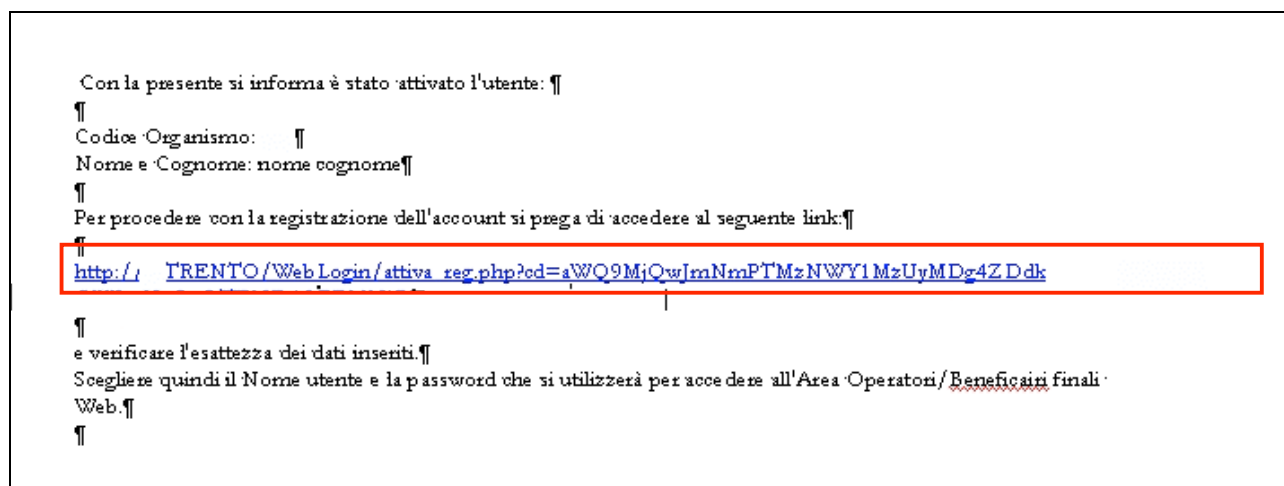 Con la presente si informa è stato attivato l'utente: ¶
¶
Codice Organismo: ¶
Nome e Cognome: nome cognome¶
¶
Per procedere con la registrazione dell'account si prega di accedere al seguente link:¶
¶
http:// TRENTO/WebLogin/attiva_reg.php?cd=aWQ9MjQwJmNmPTMzNWY1MzUyMDg4ZDdk
¶
e verificare l'esattezza dei dati inseriti.¶
Scegliere quindi il Nome utente e la password che si utilizzerà per accedere all'Area Operatori/Beneficairi finali
Web.¶
¶